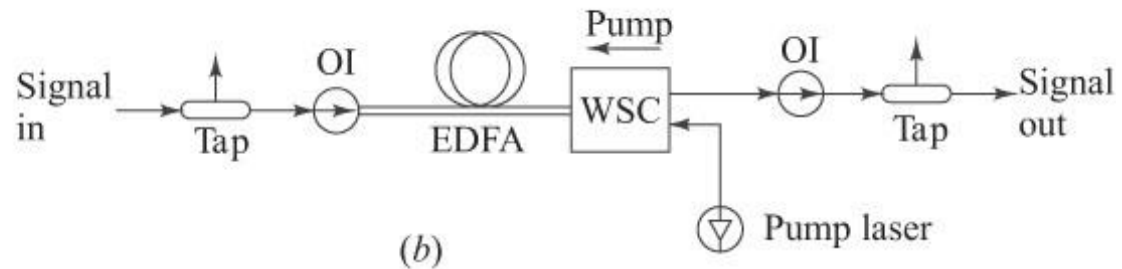 Pump
OI
OI
Signal
in
Signal
out
WSC
Tap
EDFA
Tap
Pump laser
(b)